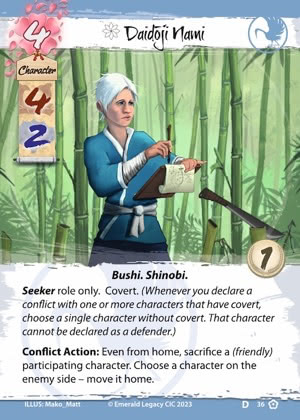 4
Daidoji Nami
Character
4
2
1
Bushi. Shinobi.
Seeker role only. Covert. (Whenever you declare a
conflict with one or more characters that have covert,
choose a single character without covert. That character
cannot be declared as a defender.)
Conflict Action: Even from home, sacrifice a (friendly)
participating character. Choose a character on the
enemy side – move it home.
ILLUS: Mako_Matt © Emerald Legacy CIC 2023 D 36